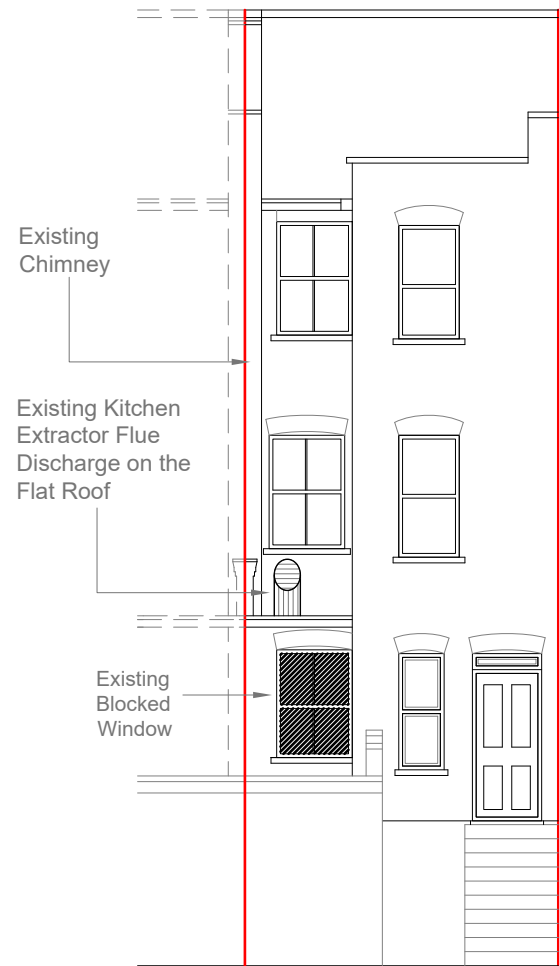 Existing
Chimney
Existing Kitchen
Extractor Flue
Discharge on the
Flat Roof
Existing
Blocked
Window